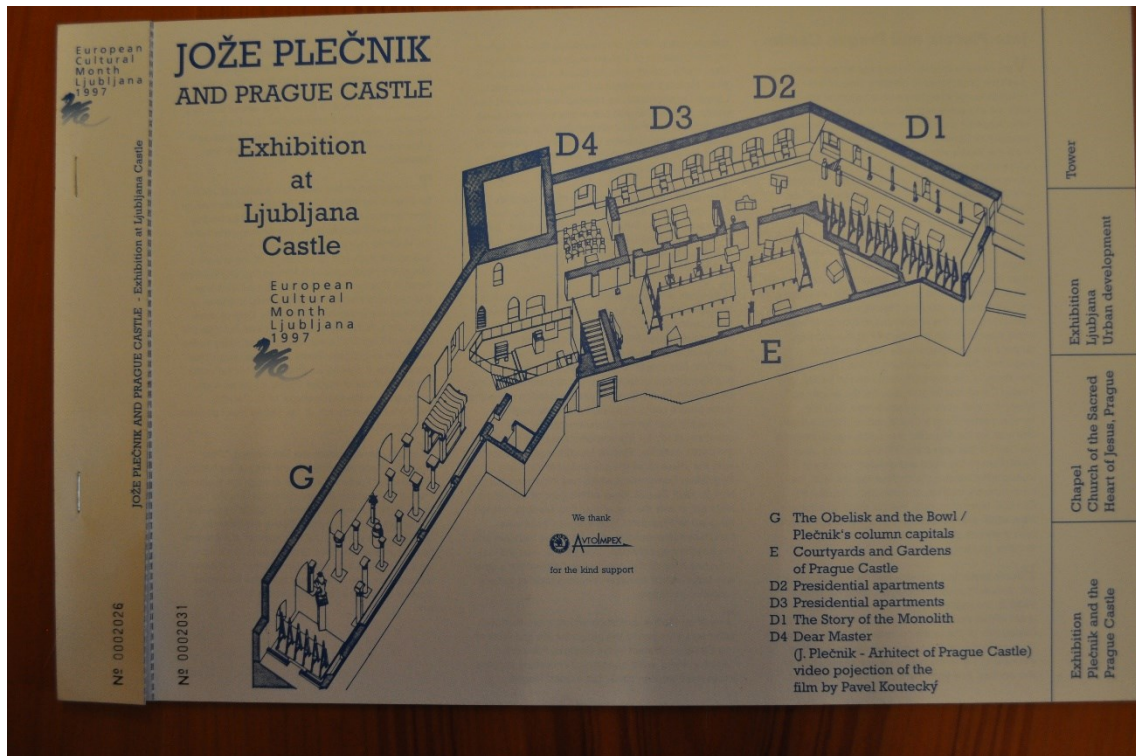 European
Cultural
Month
Ljubljana
1997
JOŽE PLEČNIK AND PRAGUE CASTLE - Exhibition at Ljubljana Castle
Nº 0002026
JOŽE PLEČNIK
AND PRAGUE CASTLE
Exhibition
at
Ljubljana
Castle
European
Cultural
Month
Ljubljana
1997
D4
D3
D2
D1
E
G
We thank
AVTOIMPEX
for the kind support
G The Obelisk and the Bowl /
Plečnik's column capitals
E Courtyards and Gardens
of Prague Castle
D2 Presidential apartments
D3 Presidential apartments
D1 The Story of the Monolith
D4 Dear Master
(J. Plečnik - Arhitect of Prague Castle)
video pojection of the
film by Pavel Koutecký
Nº 0002031
Tower
Exhibition
Ljubljana
Urban development
Chapel
Church of the Sacred
Heart of Jesus, Prague
Exhibition
Plečnik and the
Prague Castle